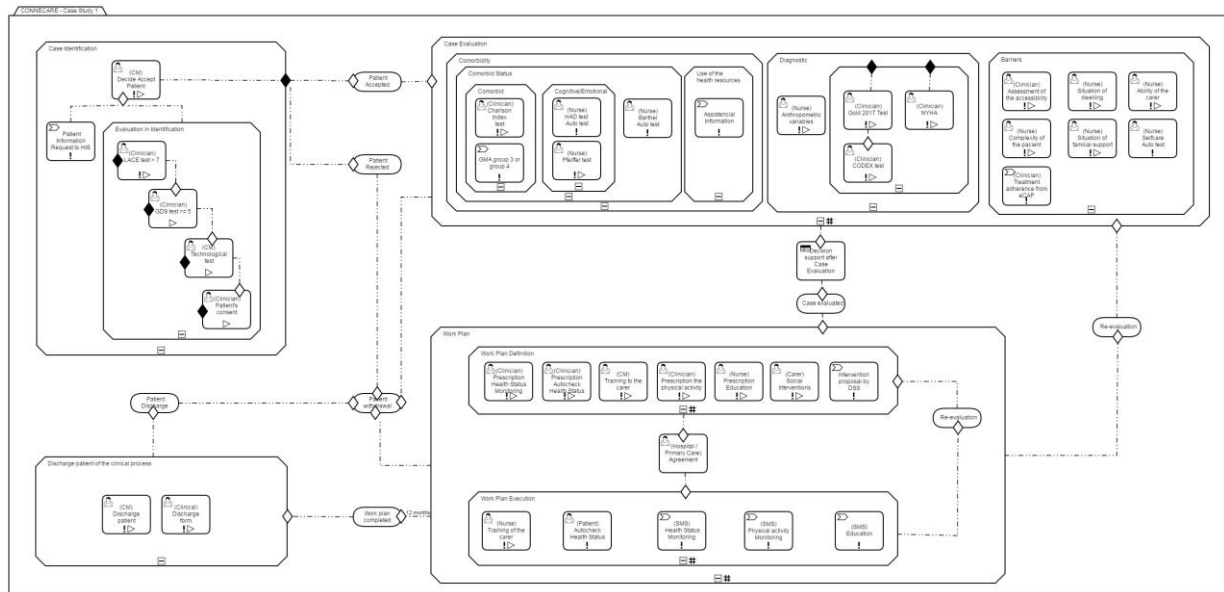 CONNECARE - Case Study 1
Case Identification
(CM)
Decide Accept
Patient
Patient
Information
Request to HIS
Evaluation in Identification
(Clinician)
LACE test > 7
(Clinician)
GDS test >= 5
(CM)
Technological
test
(Clinician)
Patient's
consent
Patient
Accepted
Patient
Rejected
Case Evaluation
Comorbidity
Comorbid Status
Comorbid
(Clinician)
Charlson
Index
test
GMA group 3 or
group 4
Cognitive/Emotional
(Nurse)
HAD test
Auto test
(Nurse)
Pfeiffer test
(Nurse)
Barthel
Auto test
Use of the
health resources
Assistencial
Information
Diagnostic
(Nurse)
Anthropometric
variables
(Clinician)
Gold 2017 Test
(Clinician)
CODEX test
(Clinician)
NYHA
Barriers
(Clinician)
Assessment of
the accessibility
(Nurse)
Situation of
dwelling
(Nurse)
Ability of the
carer
(Nurse)
Complexity of
the patient
(Nurse)
Situation of
familiar support
(Nurse)
Selfcare
Auto test
(Clinician)
Treatment
adherence from
eCAP
Decision
support after
Case
Evaluation
Case evaluated
Re-evaluation
Work Plan
Work Plan Definition
(Clinician)
Prescription
Health Status
Monitoring
(Clinician)
Prescription
Autocheck
Health Status
(CM)
Training to the
carer
(Clinician)
Prescription the
physical activity
(Nurse)
Prescription
Education
(Carer)
Social
Interventions
Intervention
proposal by
DSS
Re-evaluation
(Hospital /
Primary Care)
Agreement
Work Plan Execution
(Nurse)
Training of the
carer
(Patient)
Autocheck
Health Status
(SMS)
Health Status
Monitoring
(SMS)
Physical activity
Monitoring
(SMS)
Education
Patient
Discharge
Patient
withdrawal
Discharge patient of the clinical process
(CM)
Discharge
patient
(Clinical)
Discharge
form
Work plan
completed
12 months